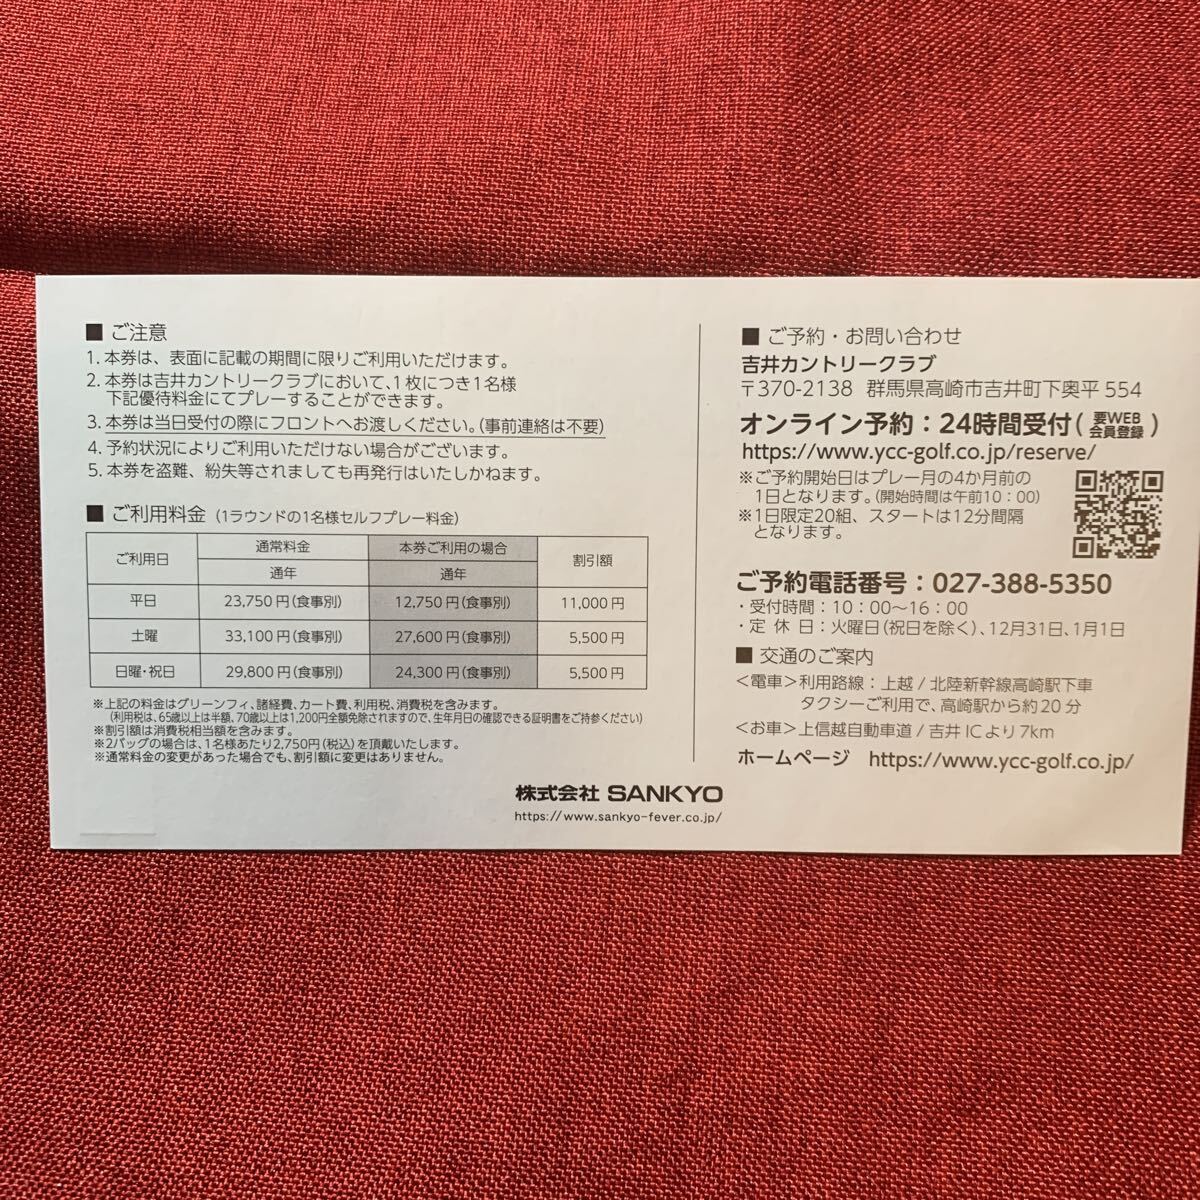 ■ ご注意
1. 本券は、表面に記載の期間に限りご利用いただけます。
2. 本券は吉井カントリークラブにおいて、1枚につき1名様
下記優待料金にてプレーすることができます。
3. 本券は当日受付の際にフロントへお渡しください。(事前連絡は不要)
4. 予約状況によりご利用いただけない場合がございます。
5. 本券を盗難、紛失等されましても再発行はいたしかねます。
■ ご利用料金 (1ラウンドの1名様セルフプレー料金)
ご利用日 通常料金 本券ご利用の場合 割引額
通年 通年
平日 23,750円(食事別) 12,750円(食事別) 11,000円
土曜 33,100円(食事別) 27,600円(食事別) 5,500円
日曜・祝日 29,800円(食事別) 24,300円(食事別) 5,500円
※上記の料金はグリーンフィ、諸経費、カート費、利用税、消費税を含みます。
(利用税は、65歳以上は半額、70歳以上は1,200円全額免除されますので、生年月日の確認できる証明書をご持参ください)
※割引額は消費税相当額を含みます。
※2バッグの場合は、1名様あたり2,750円(税込)を頂戴いたします。
※通常料金の変更があった場合でも、割引額に変更はありません。
■ ご予約・お問い合わせ
吉井カントリークラブ
〒370-2138 群馬県高崎市吉井町下奥平 554
オンライン予約：24時間受付(要WEB会員登録)
https://www.ycc-golf.co.jp/reserve/
※ご予約開始日はプレー月の4か月前の
1日となります。(開始時間は午前10：00)
※1日限定20組、スタートは12分間隔
となります。
ご予約電話番号：027-388-5350
・受付時間：10：00〜16：00
・定 休 日：火曜日(祝日を除く)、12月31日、1月1日
■ 交通のご案内
<電車>利用路線：上越/北陸新幹線高崎駅下車
タクシーご利用で、高崎駅から約20分
<お車>上信越自動車道/吉井ICより7km
ホームページ https://www.ycc-golf.co.jp/
株式会社 SANKYO
https://www.sankyo-fever.co.jp/